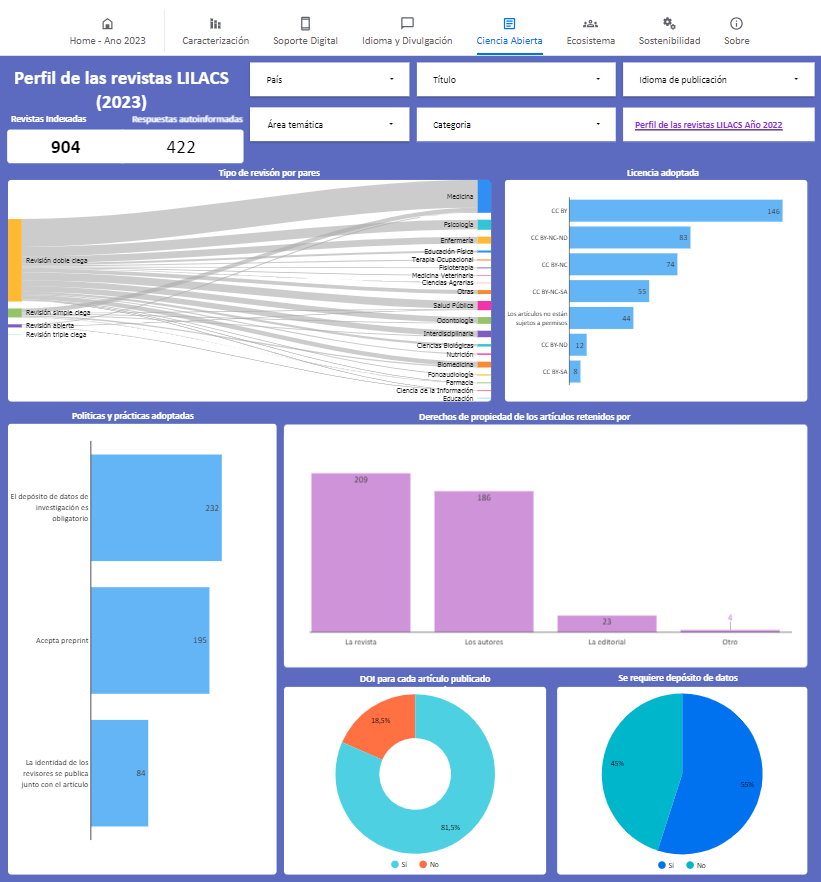 Home - Ano 2023
Caracterización
Soporte Digital
Idioma y Divulgación
Ciencia Abierta
Ecosistema
Sostenibilidad
Sobre
Perfil de las revistas LILACS
(2023)
País
Título
Idioma de publicación
Revistas Indexadas
Respuestas autoinformadas
904
422
Área temática
Categoria
Perfil de las revistas LILACS Año 2022
Tipo de revisón por pares
Revisión doble ciega
Revisión simple ciega
Revisión abierta
Revisión triple ciega
Medicina
Psicología
Enfermería
Educación Física
Terapia Ocupacional
Fisioterapia
Medicina Veterinaria
Ciencias Agrarias
Otras
Salud Pública
Odontología
Interdisciplinaria
Ciencias Biológicas
Nutrición
Biomedicina
Fonoaudiología
Farmacia
Ciencia de la Información
Educación
Licencia adoptada
CC BY
146
CC BY-NC-ND
83
CC BY-NC
74
CC BY-NC-SA
55
Los artículos no están
sujetos a permisos
44
CC BY-ND
12
CC BY-SA
8
Politicas y prácticas adoptadas
El depósito de datos de
investigación es
obligatorio
232
Acepta preprint
195
La identidad de los
revisores se publica
junto con el artículo
84
Derechos de propiedad de los artículos retenidos por
209
186
23
4
La revista
Los autores
La editorial
Otro
DOI para cada artículo publicado
18,5%
81,5%
Si
No
Se requiere depósito de datos
45%
55%
Si
No